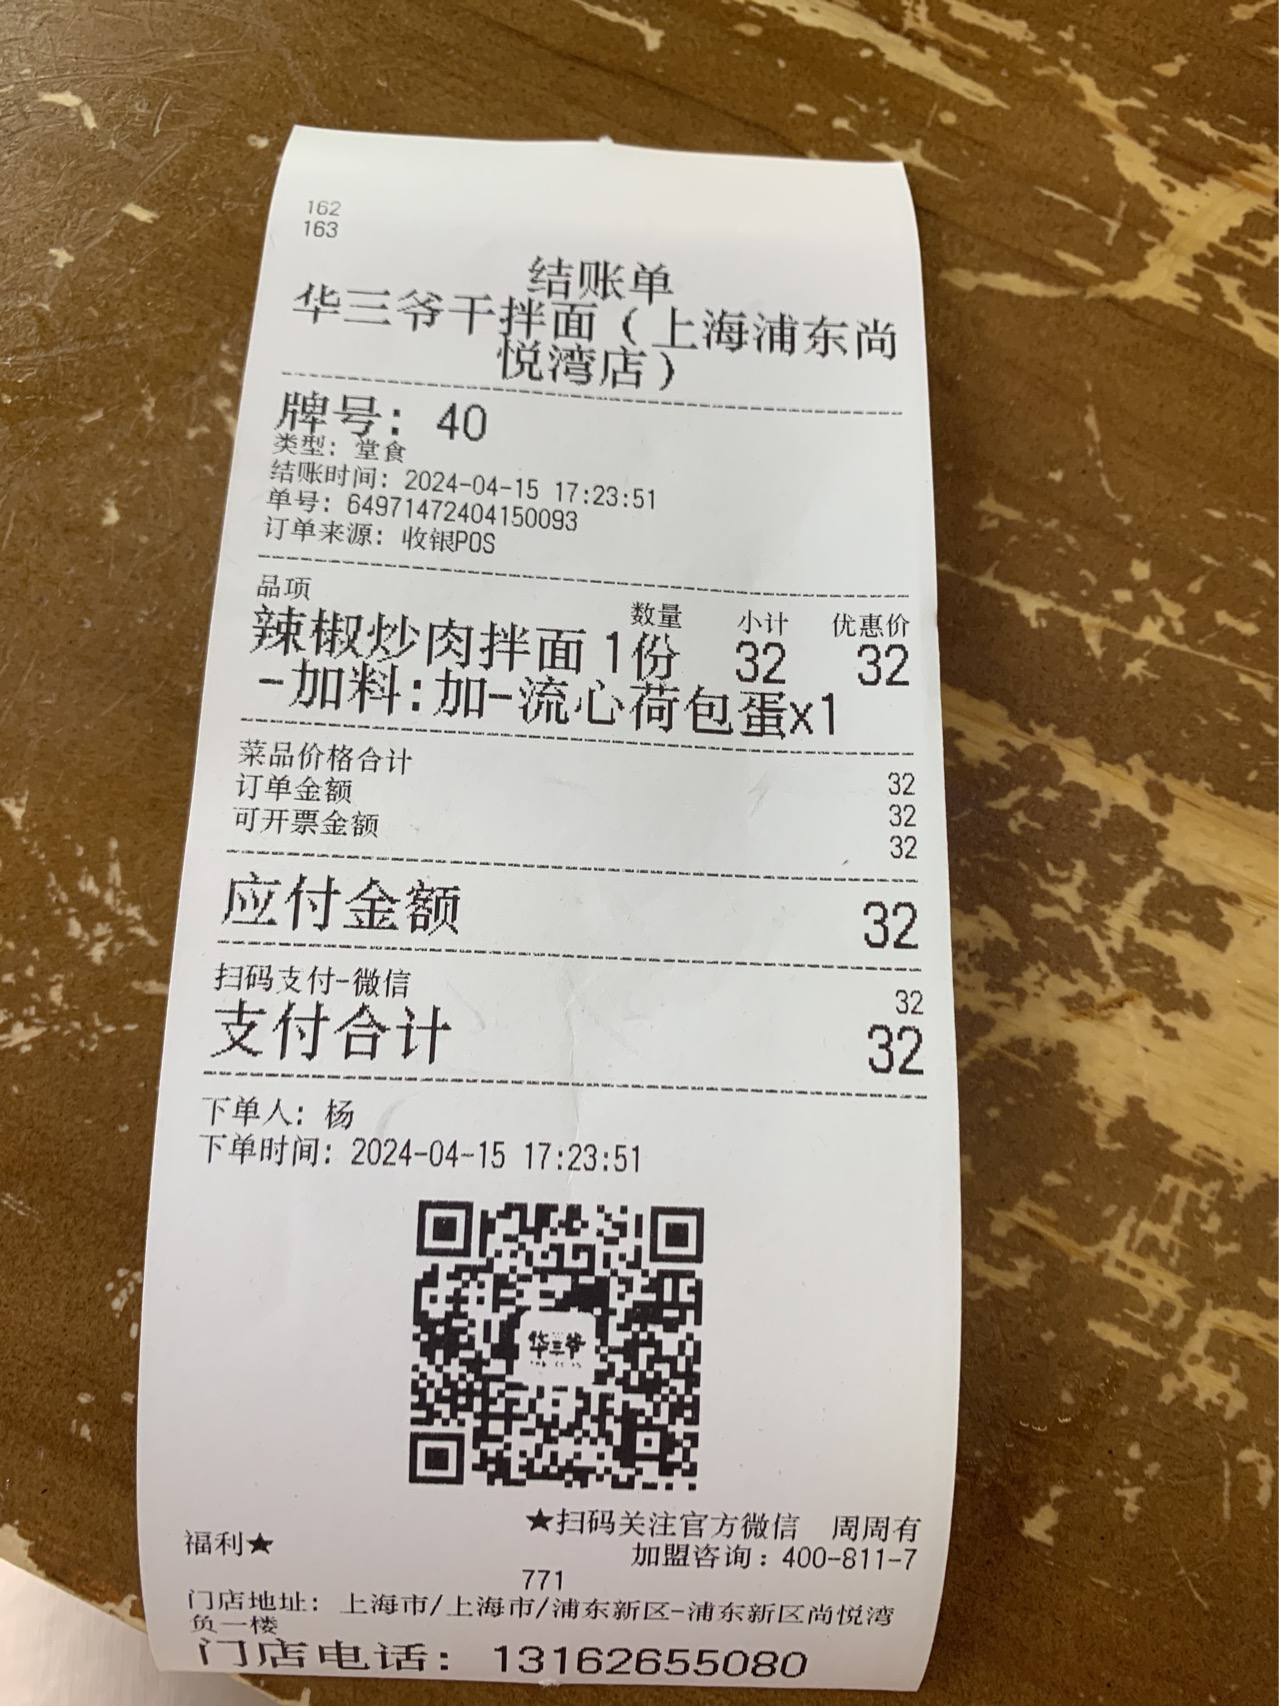 162
163
结账单
华三爷干拌面（上海浦东尚
悦湾店）
牌号: 40
类型: 堂食
结账时间: 2024-04-15 17:23:51
单号: 64971472404150093
订单来源: 收银POS
品项 数量 小计 优惠价
辣椒炒肉拌面 1份 32 32
-加料:加-流心荷包蛋x1
菜品价格合计 32
订单金额 32
可开票金额 32
应付金额 32
扫码支付-微信 32
支付合计 32
下单人: 杨
下单时间: 2024-04-15 17:23:51
华三爷
★扫码关注官方微信 周周有
福利★
加盟咨询: 400-811-7
771
门店地址: 上海市/上海市/浦东新区-浦东新区尚悦湾
负一楼
门店电话: 13162655080